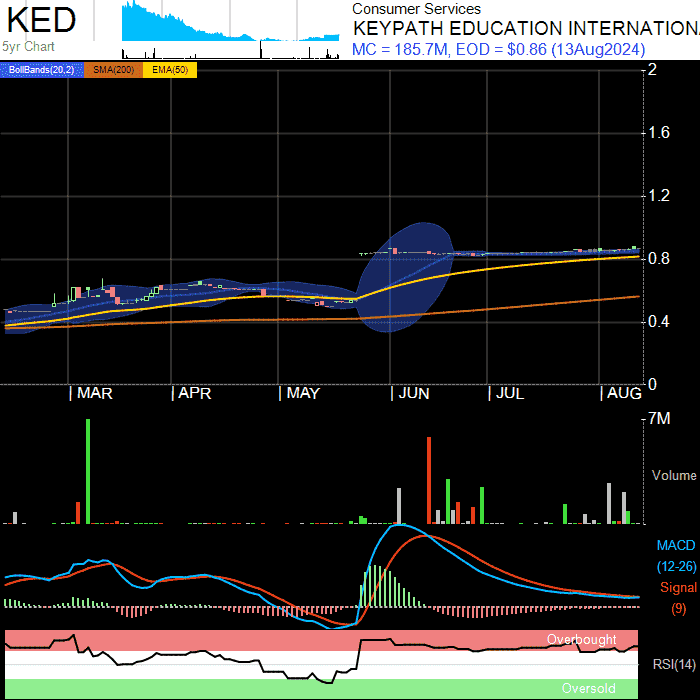 KED
5yr Chart
Consumer Services
KEYPATH EDUCATION INTERNATION
MC = 185.7M, EOD = $0.86 (13Aug2024)
BollBands(20,2) SMA(200) EMA(50)
2
1.6
1.2
0.8
0.4
0
MAR APR MAY JUN JUL AUG
7M
Volume
MACD
(12-26)
Signal
(9)
Overbought
RSI(14)
Oversold